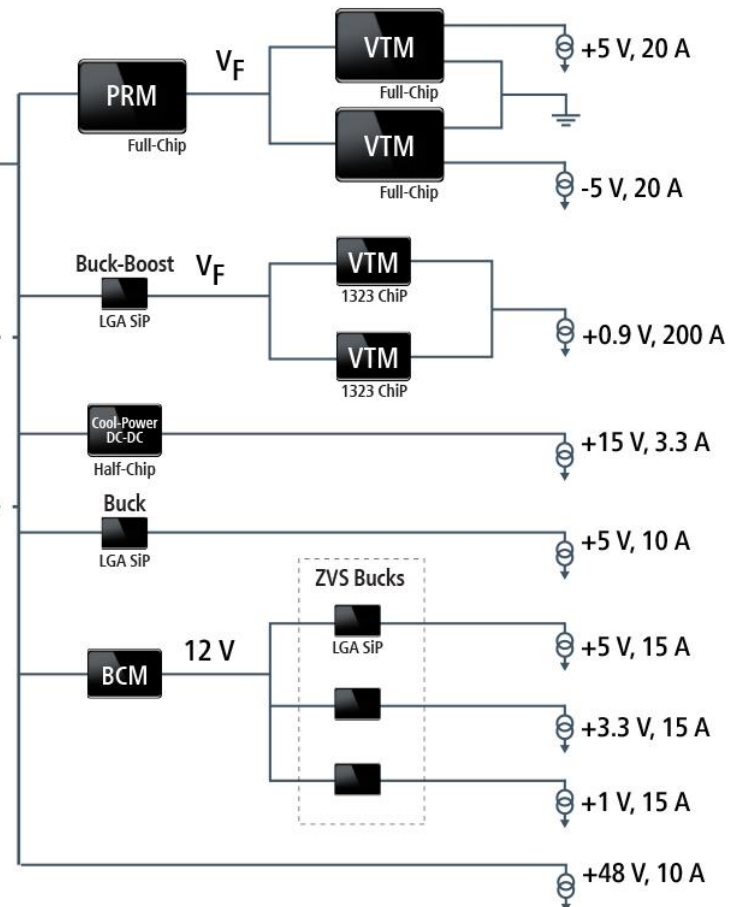 PRM
Full-Chip
VF
VTM
Full-Chip
VTM
Full-Chip
+5 V, 20 A
-5 V, 20 A
Buck-Boost
LGA SiP
VF
VTM
1323 ChiP
VTM
1323 ChiP
+0.9 V, 200 A
Cool-Power
DC-DC
Half-Chip
+15 V, 3.3 A
Buck
LGA SiP
+5 V, 10 A
BCM
12 V
ZVS Bucks
LGA SiP
+5 V, 15 A
+3.3 V, 15 A
+1 V, 15 A
+48 V, 10 A